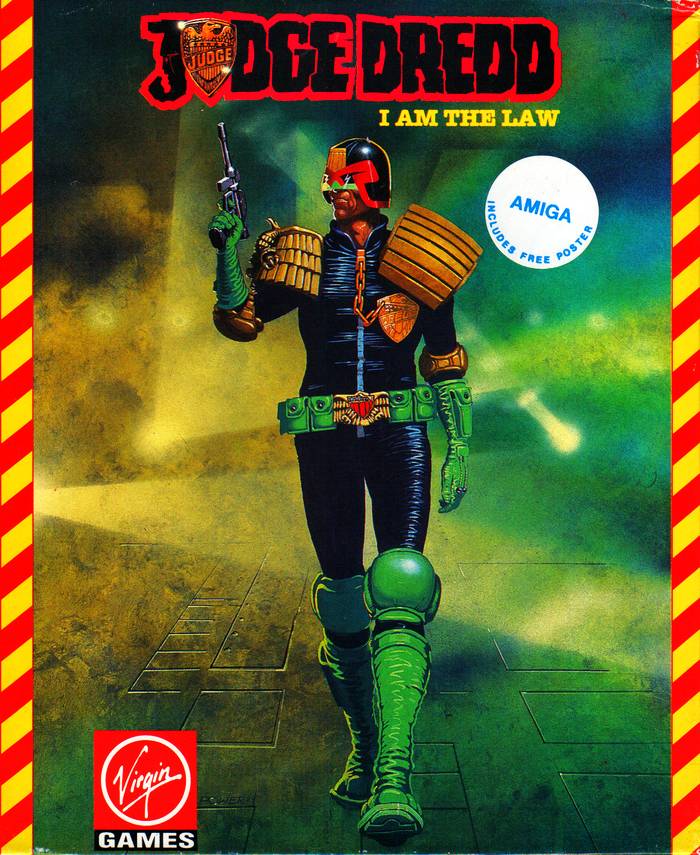 JUDGE DREDD
JUDGE
I AM THE LAW
AMIGA
INCLUDES FREE POSTER
Virgin
GAMES